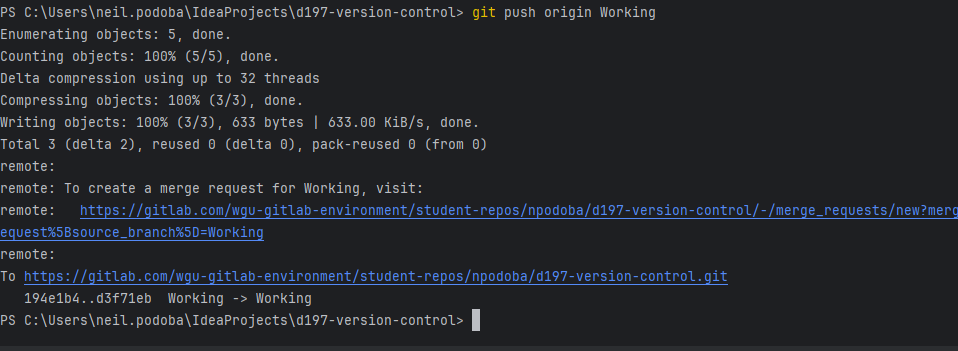 PS C:\Users\neil.podoba\IdeaProjects\d197-version-control> git push origin Working
Enumerating objects: 5, done.
Counting objects: 100% (5/5), done.
Delta compression using up to 32 threads
Compressing objects: 100% (3/3), done.
Writing objects: 100% (3/3), 633 bytes | 633.00 KiB/s, done.
Total 3 (delta 2), reused 0 (delta 0), pack-reused 0 (from 0)
remote:
remote: To create a merge request for Working, visit:
remote:   https://gitlab.com/wgu-gitlab-environment/student-repos/npodoba/d197-version-control/-/merge_requests/new?merg
equest%5Bsource_branch%5D=Working
remote:
To https://gitlab.com/wgu-gitlab-environment/student-repos/npodoba/d197-version-control.git
   194e1b4..d3f71eb  Working -> Working
PS C:\Users\neil.podoba\IdeaProjects\d197-version-control>